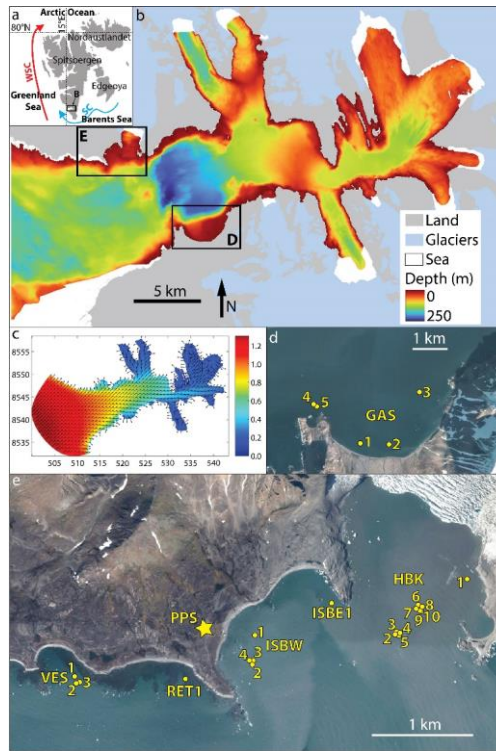 a
Arctic Ocean
80°N
15°E
Nordaustlandet
WSC
Spitsbergen
Edgeøya
B
Greenland
Sea
SC
Barents Sea
b
E
D
5 km
N
Land
Glaciers
Sea
Depth (m)
0
250
c
8560
8555
8550
8545
8540
8535
505 510 515 520 525 530 535 540
1.2
1.0
0.8
0.6
0.4
0.2
0.0
d
1 km
4 5
3
GAS
1 2
e
HBK
1
6
8
7
9 10
3 4
2 5
ISBE1
PPS
1
ISBW
4 3
2
VES
1
3
2
RET1
1 km